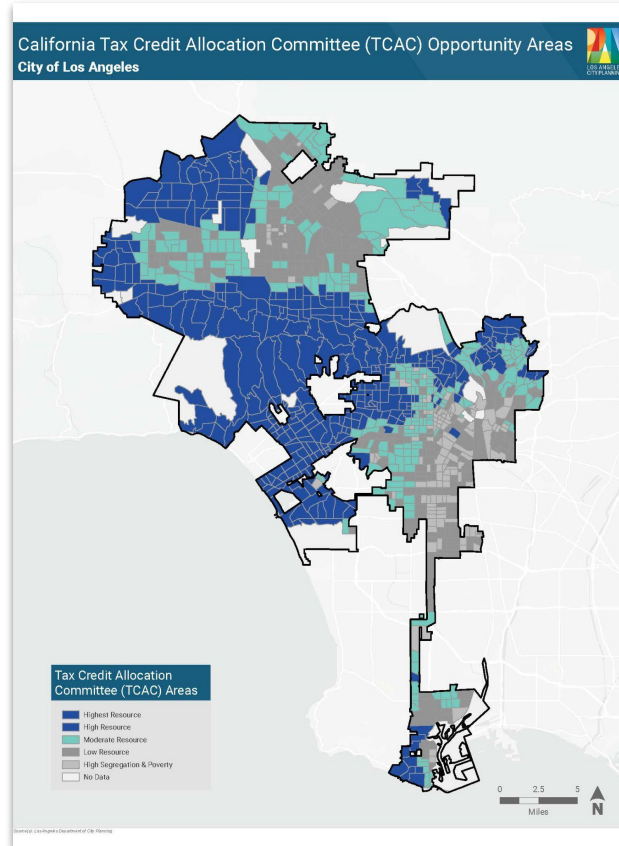 California Tax Credit Allocation Committee (TCAC) Opportunity Areas
City of Los Angeles
LOS ANGELES
CITY PLANNING
Tax Credit Allocation
Committee (TCAC) Areas
Highest Resource
High Resource
Moderate Resource
Low Resource
High Segregation & Poverty
No Data
0 2.5 5
Miles
N
Source(s): Los Angeles Department of City Planning